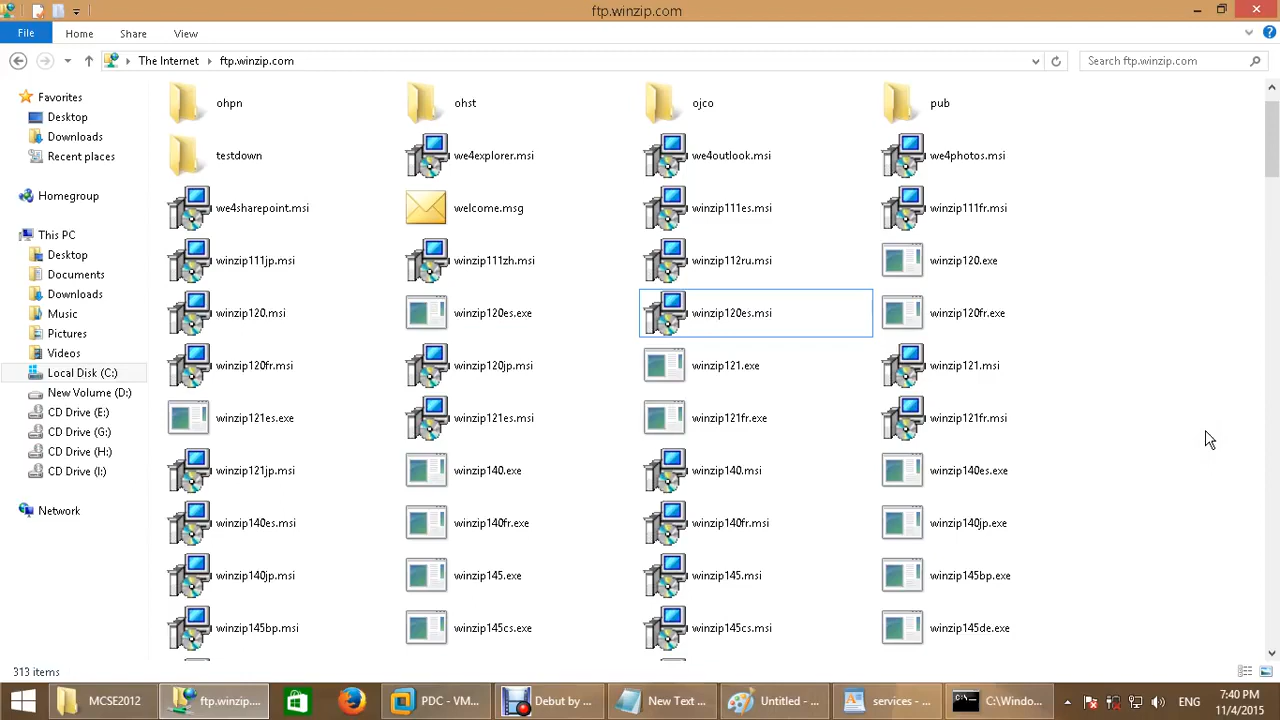 ftp.winzip.com
File Home Share View
The Internet ftp.winzip.com Search ftp.winzip.com
Favorites
Desktop
Downloads
Recent places
Homegroup
This PC
Desktop
Documents
Downloads
Music
Pictures
Videos
Local Disk (C:)
New Volume (D:)
CD Drive (E:)
CD Drive (G:)
CD Drive (H:)
CD Drive (I:)
Network
ohpn ohst ojco pub
testdown we4explorer.msi we4outlook.msi we4photos.msi
we4sharepoint.msi welcome.msg winzip111es.msi winzip111fr.msi
winzip111jp.msi winzip111zh.msi winzip112ru.msi winzip120.exe
winzip120.msi winzip120es.exe winzip120es.msi winzip120fr.exe
winzip120fr.msi winzip120jp.msi winzip121.exe winzip121.msi
winzip121es.exe winzip121es.msi winzip121fr.exe winzip121fr.msi
winzip121jp.msi winzip140.exe winzip140.msi winzip140es.exe
winzip140es.msi winzip140fr.exe winzip140fr.msi winzip140jp.exe
winzip140jp.msi winzip145.exe winzip145.msi winzip145bp.exe
winzip145bp.msi winzip145cs.exe winzip145cs.msi winzip145de.exe
313 items
MCSE2012 ftp.winzip.... PDC - VM... Debut by ... New Text ... Untitled - ... services - ... C:\Windo... ENG 7:40 PM
11/4/2015